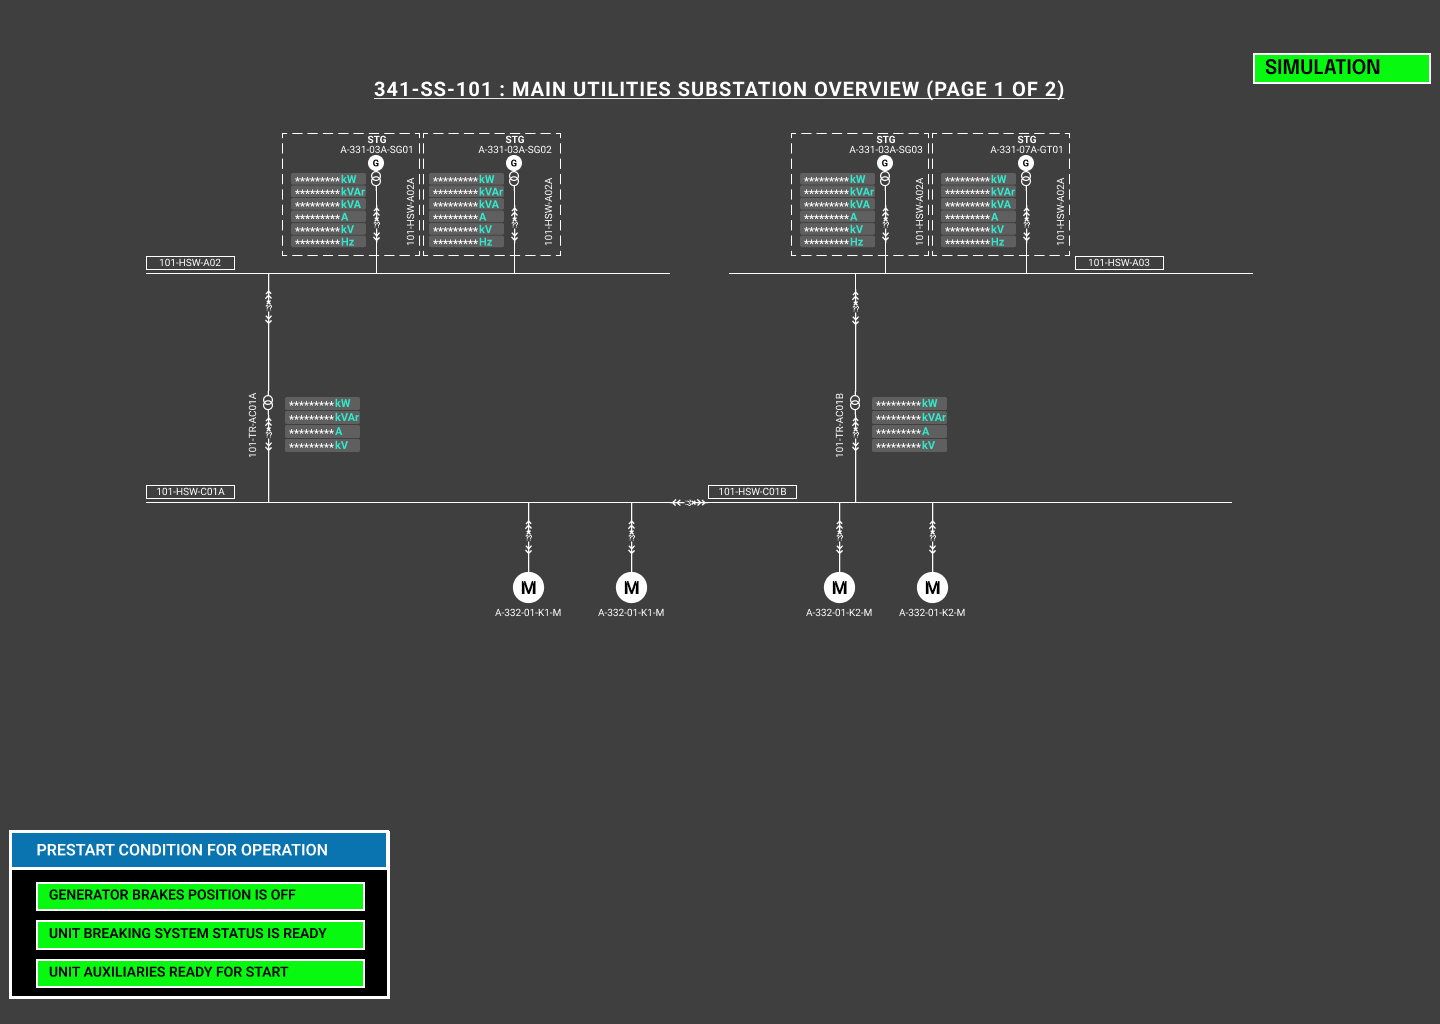 SIMULATION
341-SS-101 : MAIN UTILITIES SUBSTATION OVERVIEW (PAGE 1 OF 2)
STG
A-331-03A-SG01
G
*********kW
*********kVAr
*********kVA
*********A
*********kV
*********Hz
101-HSW-A02A
STG
A-331-03A-SG02
G
*********kW
*********kVAr
*********kVA
*********A
*********kV
*********Hz
101-HSW-A02A
STG
A-331-03A-SG03
G
*********kW
*********kVAr
*********kVA
*********A
*********kV
*********Hz
101-HSW-A02A
STG
A-331-07A-GT01
G
*********kW
*********kVAr
*********kVA
*********A
*********kV
*********Hz
101-HSW-A02A
101-HSW-A02
101-HSW-A03
101-TR-AC01A
*********kW
*********kVAr
*********A
*********kV
101-TR-AC01B
*********kW
*********kVAr
*********A
*********kV
101-HSW-C01A
101-HSW-C01B
M
A-332-01-K1-M
M
A-332-01-K1-M
M
A-332-01-K2-M
M
A-332-01-K2-M
PRESTART CONDITION FOR OPERATION
GENERATOR BRAKES POSITION IS OFF
UNIT BREAKING SYSTEM STATUS IS READY
UNIT AUXILIARIES READY FOR START